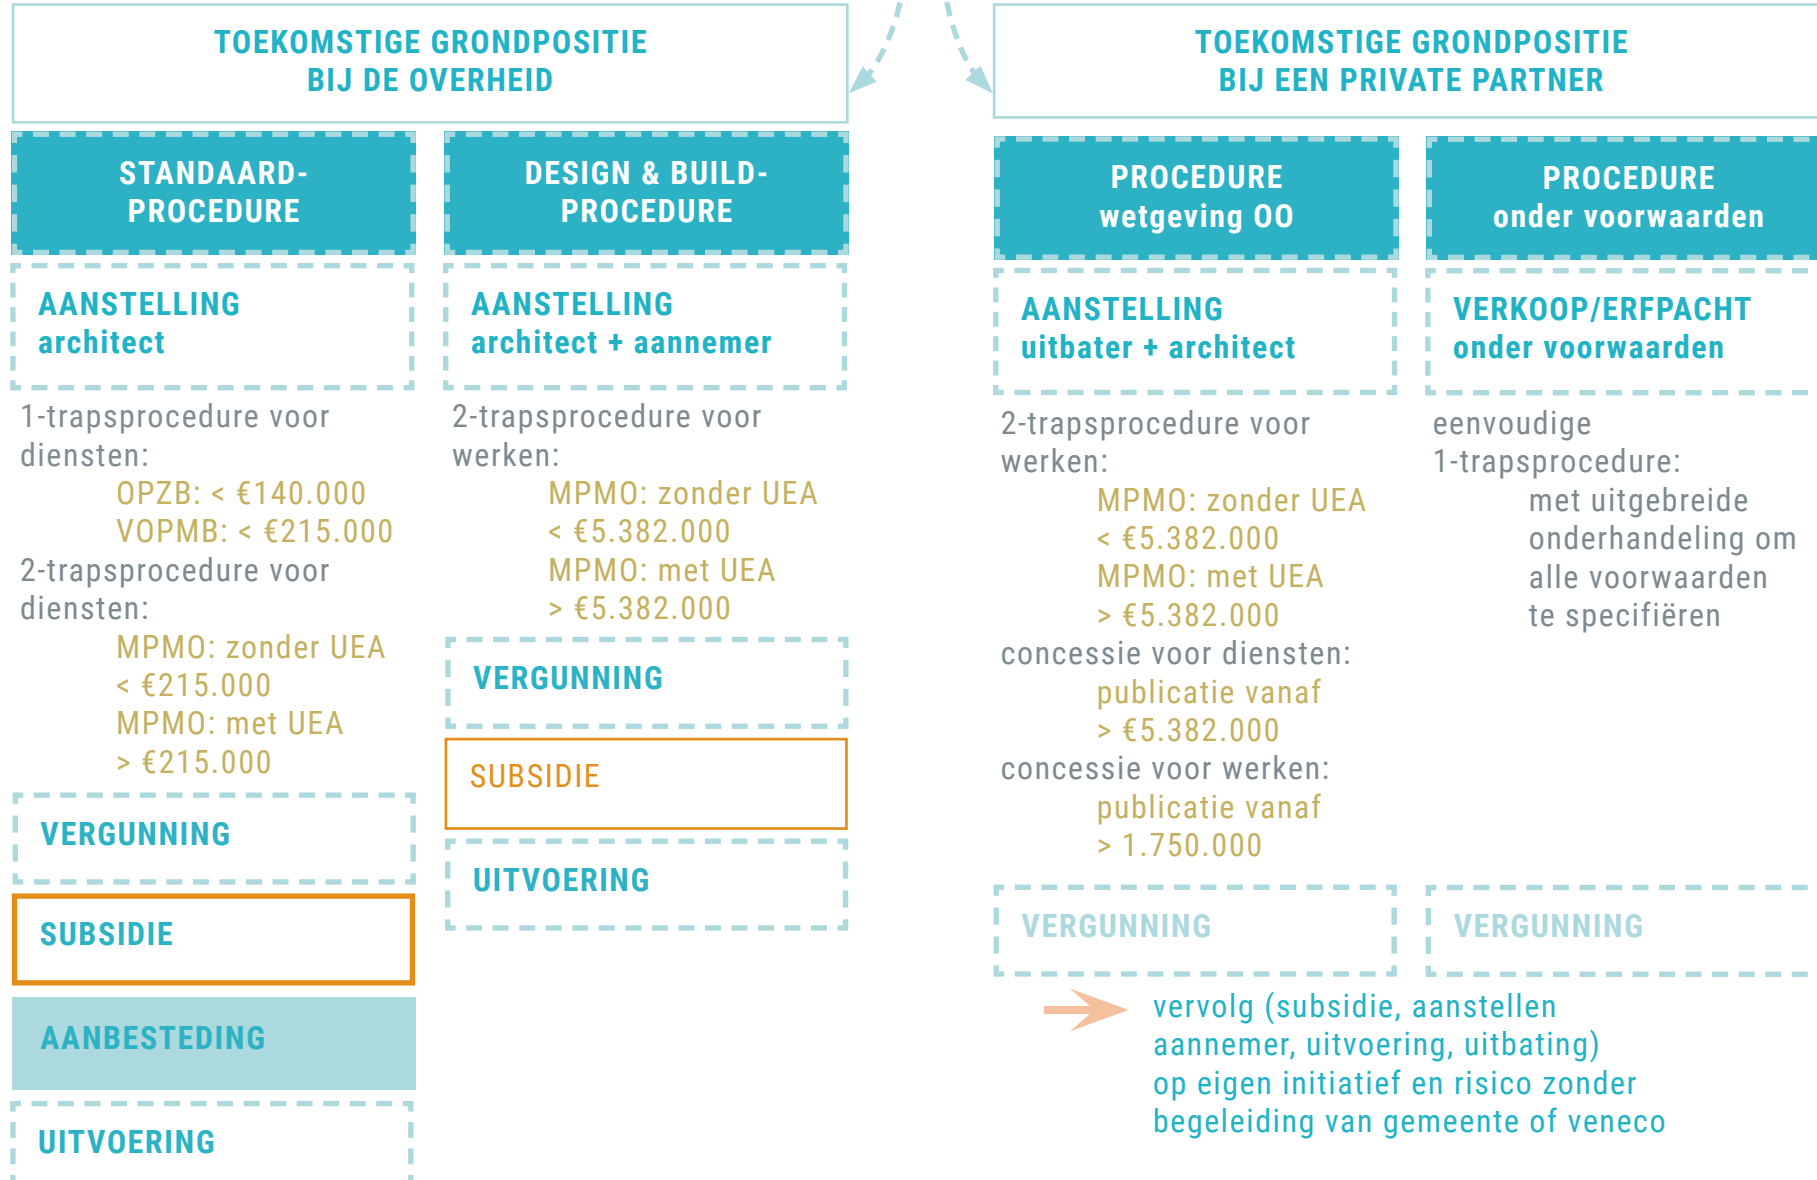 TOEKOMSTIGE GRONDPOSITIE
BIJ DE OVERHEID
STANDAARD-
PROCEDURE
AANSTELLING
architect
1-trapsprocedure voor
diensten:
OPZB: < €140.000
VOPMB: < €215.000
2-trapsprocedure voor
diensten:
MPMO: zonder UEA
< €215.000
MPMO: met UEA
> €215.000
VERGUNNING
SUBSIDIE
AANBESTEDING
UITVOERING
DESIGN & BUILD-
PROCEDURE
AANSTELLING
architect + aannemer
2-trapsprocedure voor
werken:
MPMO: zonder UEA
< €5.382.000
MPMO: met UEA
> €5.382.000
VERGUNNING
SUBSIDIE
UITVOERING
TOEKOMSTIGE GRONDPOSITIE
BIJ EEN PRIVATE PARTNER
PROCEDURE
wetgeving OO
AANSTELLING
uitbater + architect
2-trapsprocedure voor
werken:
MPMO: zonder UEA
< €5.382.000
MPMO: met UEA
> €5.382.000
concessie voor diensten:
publicatie vanaf
> €5.382.000
concessie voor werken:
publicatie vanaf
> 1.750.000
VERGUNNING
PROCEDURE
onder voorwaarden
VERKOOP/ERFPACHT
onder voorwaarden
eenvoudige
1-trapsprocedure:
met uitgebreide
onderhandeling om
alle voorwaarden
te specifiëren
VERGUNNING
vervolg (subsidie, aanstellen
aannemer, uitvoering, uitbating)
op eigen initiatief en risico zonder
begeleiding van gemeente of veneco